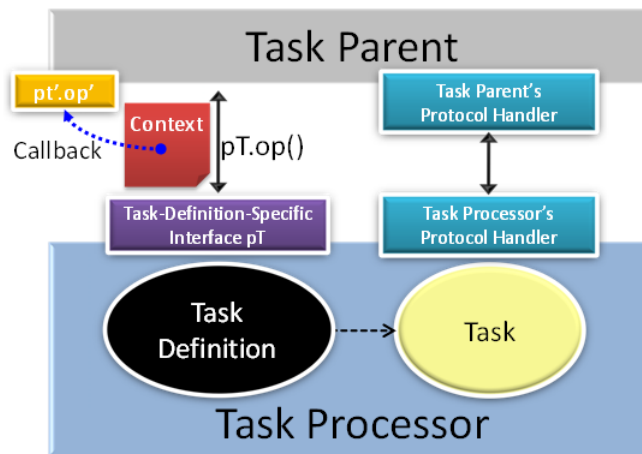 Task Parent
pt'.op'
Context
Callback
pT.op()
Task Parent's
Protocol Handler
Task-Definition-Specific
Interface pT
Task Processor's
Protocol Handler
Task
Definition
Task
Task Processor